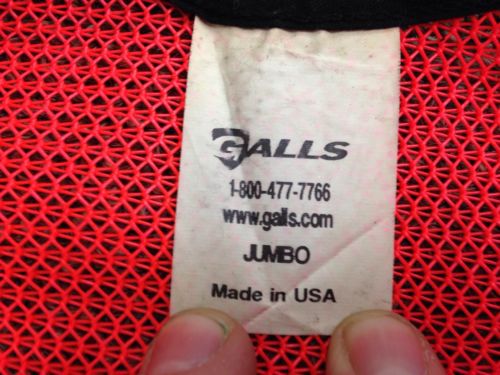 GALLS
1-800-477-7766
www.galls.com
JUMBO
Made in USA